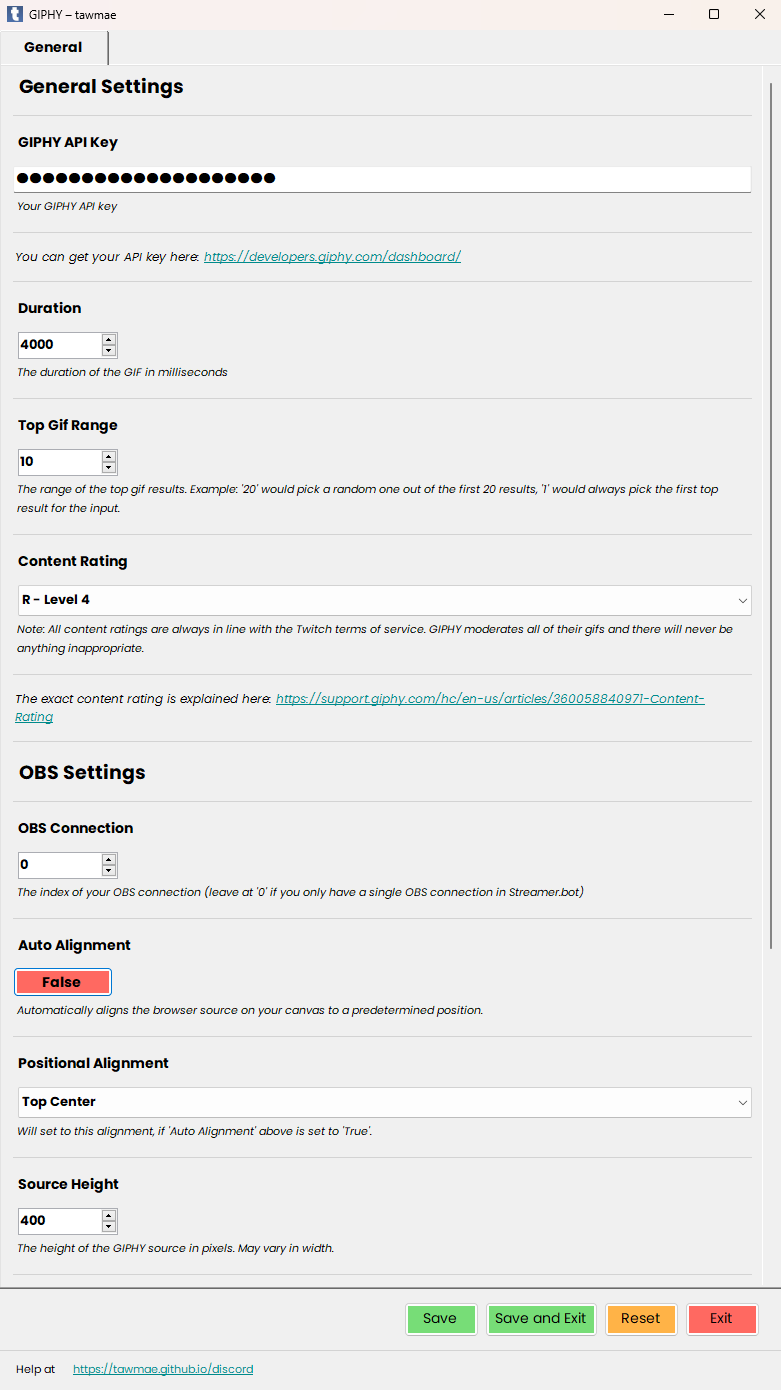 GIPHY – tawmae
General
General Settings
GIPHY API Key
●●●●●●●●●●●●●●●●●●●●
Your GIPHY API key
You can get your API key here: https://developers.giphy.com/dashboard/
Duration
4000
The duration of the GIF in milliseconds
Top Gif Range
10
The range of the top gif results. Example: '20' would pick a random one out of the first 20 results, '1' would always pick the first top
result for the input.
Content Rating
R - Level 4
Note: All content ratings are always in line with the Twitch terms of service. GIPHY moderates all of their gifs and there will never be
anything inappropriate.
The exact content rating is explained here: https://support.giphy.com/hc/en-us/articles/360058840971-Content-
Rating
OBS Settings
OBS Connection
0
The index of your OBS connection (leave at '0' if you only have a single OBS connection in Streamer.bot)
Auto Alignment
False
Automatically aligns the browser source on your canvas to a predetermined position.
Positional Alignment
Top Center
Will set to this alignment, if 'Auto Alignment' above is set to 'True'.
Source Height
400
The height of the GIPHY source in pixels. May vary in width.
Save
Save and Exit
Reset
Exit
Help at https://tawmae.github.io/discord